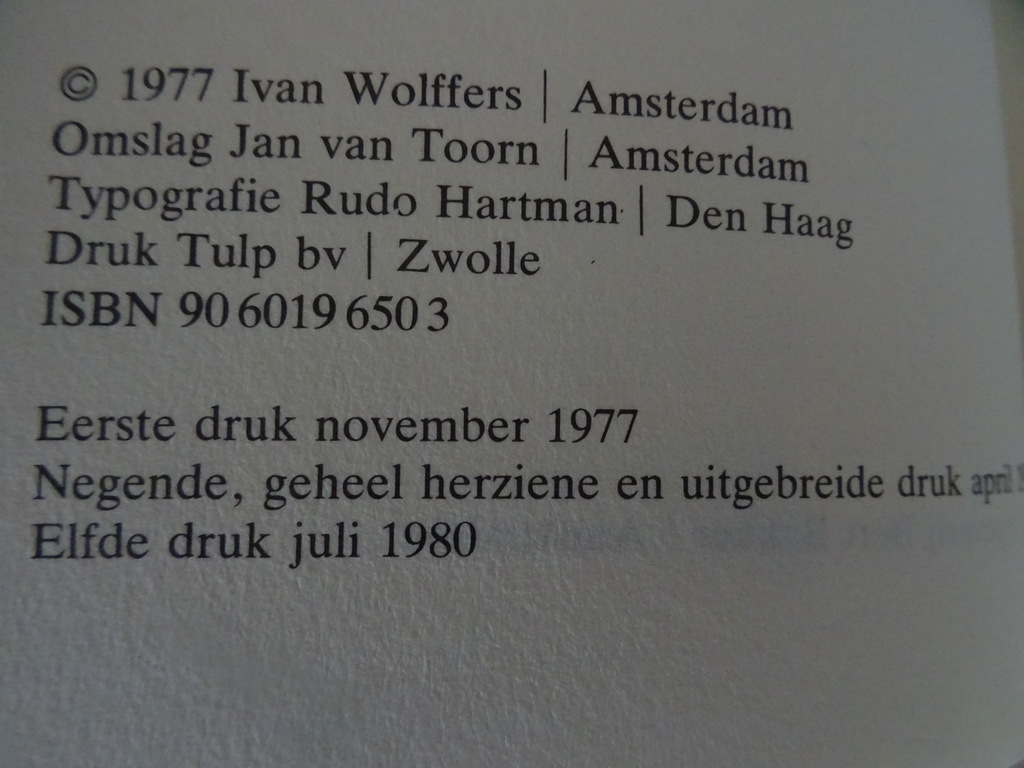 © 1977 Ivan Wolffers | Amsterdam
Omslag Jan van Toorn | Amsterdam
Typografie Rudo Hartman | Den Haag
Druk Tulp bv | Zwolle
ISBN 90 6019 650 3
Eerste druk november 1977
Negende, geheel herziene en uitgebreide druk april
Elfde druk juli 1980